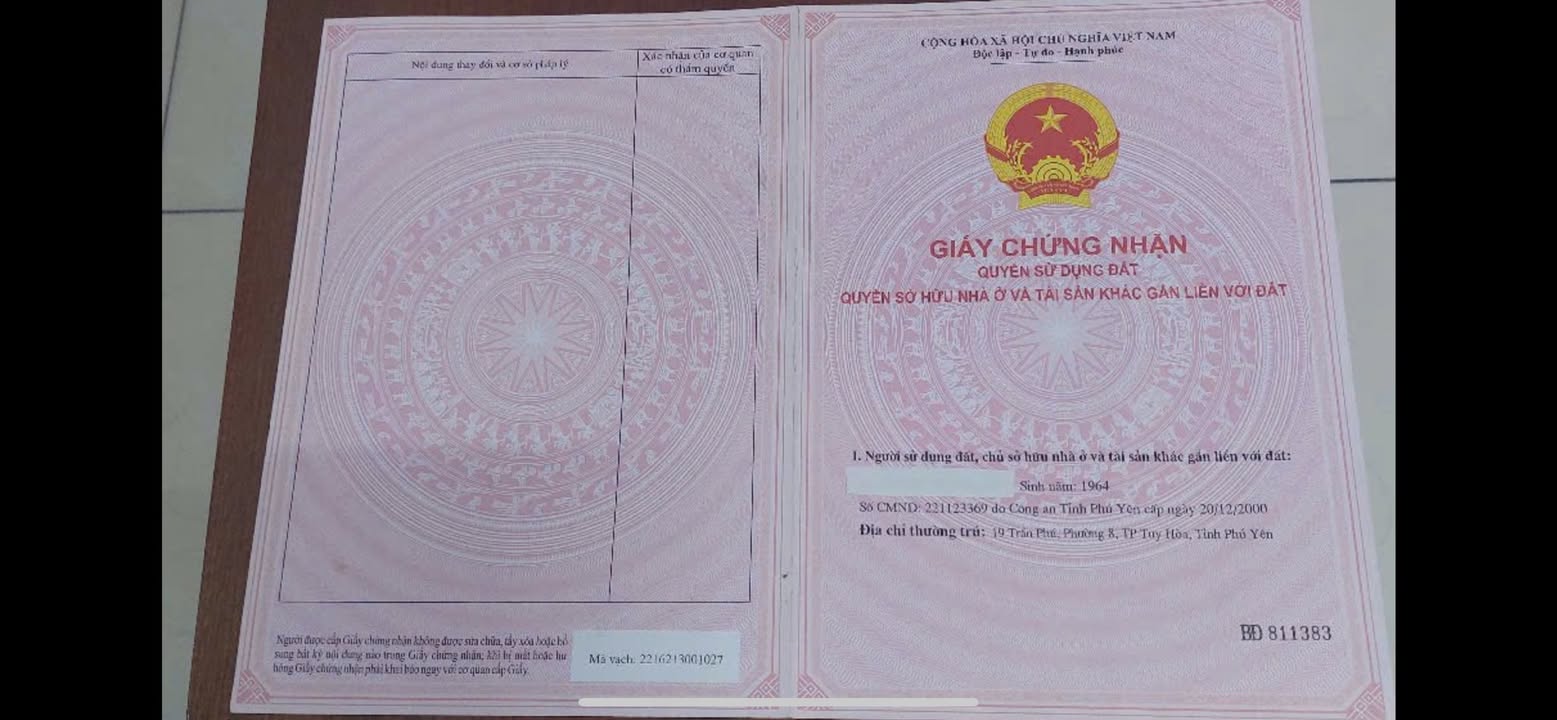 Nội dung thay đổi và cơ sở pháp lý
Xác nhận của cơ quan
có thẩm quyền
Người được cấp Giấy chứng nhận không được sửa chữa, tẩy xóa hoặc bổ
sung bất kỳ nội dung nào trong Giấy chứng nhận; khi bị mất hoặc hư
hỏng Giấy chứng nhận phải khai báo ngay với cơ quan cấp Giấy.
Mã vạch: 2216213001027
CỘNG HÒA XÃ HỘI CHỦ NGHĨA VIỆT NAM
Độc lập - Tự do - Hạnh phúc
GIẤY CHỨNG NHẬN
QUYỀN SỬ DỤNG ĐẤT
QUYỀN SỞ HỮU NHÀ Ở VÀ TÀI SẢN KHÁC GẮN LIỀN VỚI ĐẤT
I. Người sử dụng đất, chủ sở hữu nhà ở và tài sản khác gắn liền với đất:
Sinh năm: 1964
Số CMND: 221123369 do Công an Tỉnh Phú Yên cấp ngày 20/12/2000
Địa chỉ thường trú: 19 Trần Phú, Phường 8, TP Tuy Hòa, Tỉnh Phú Yên
BĐ 811383